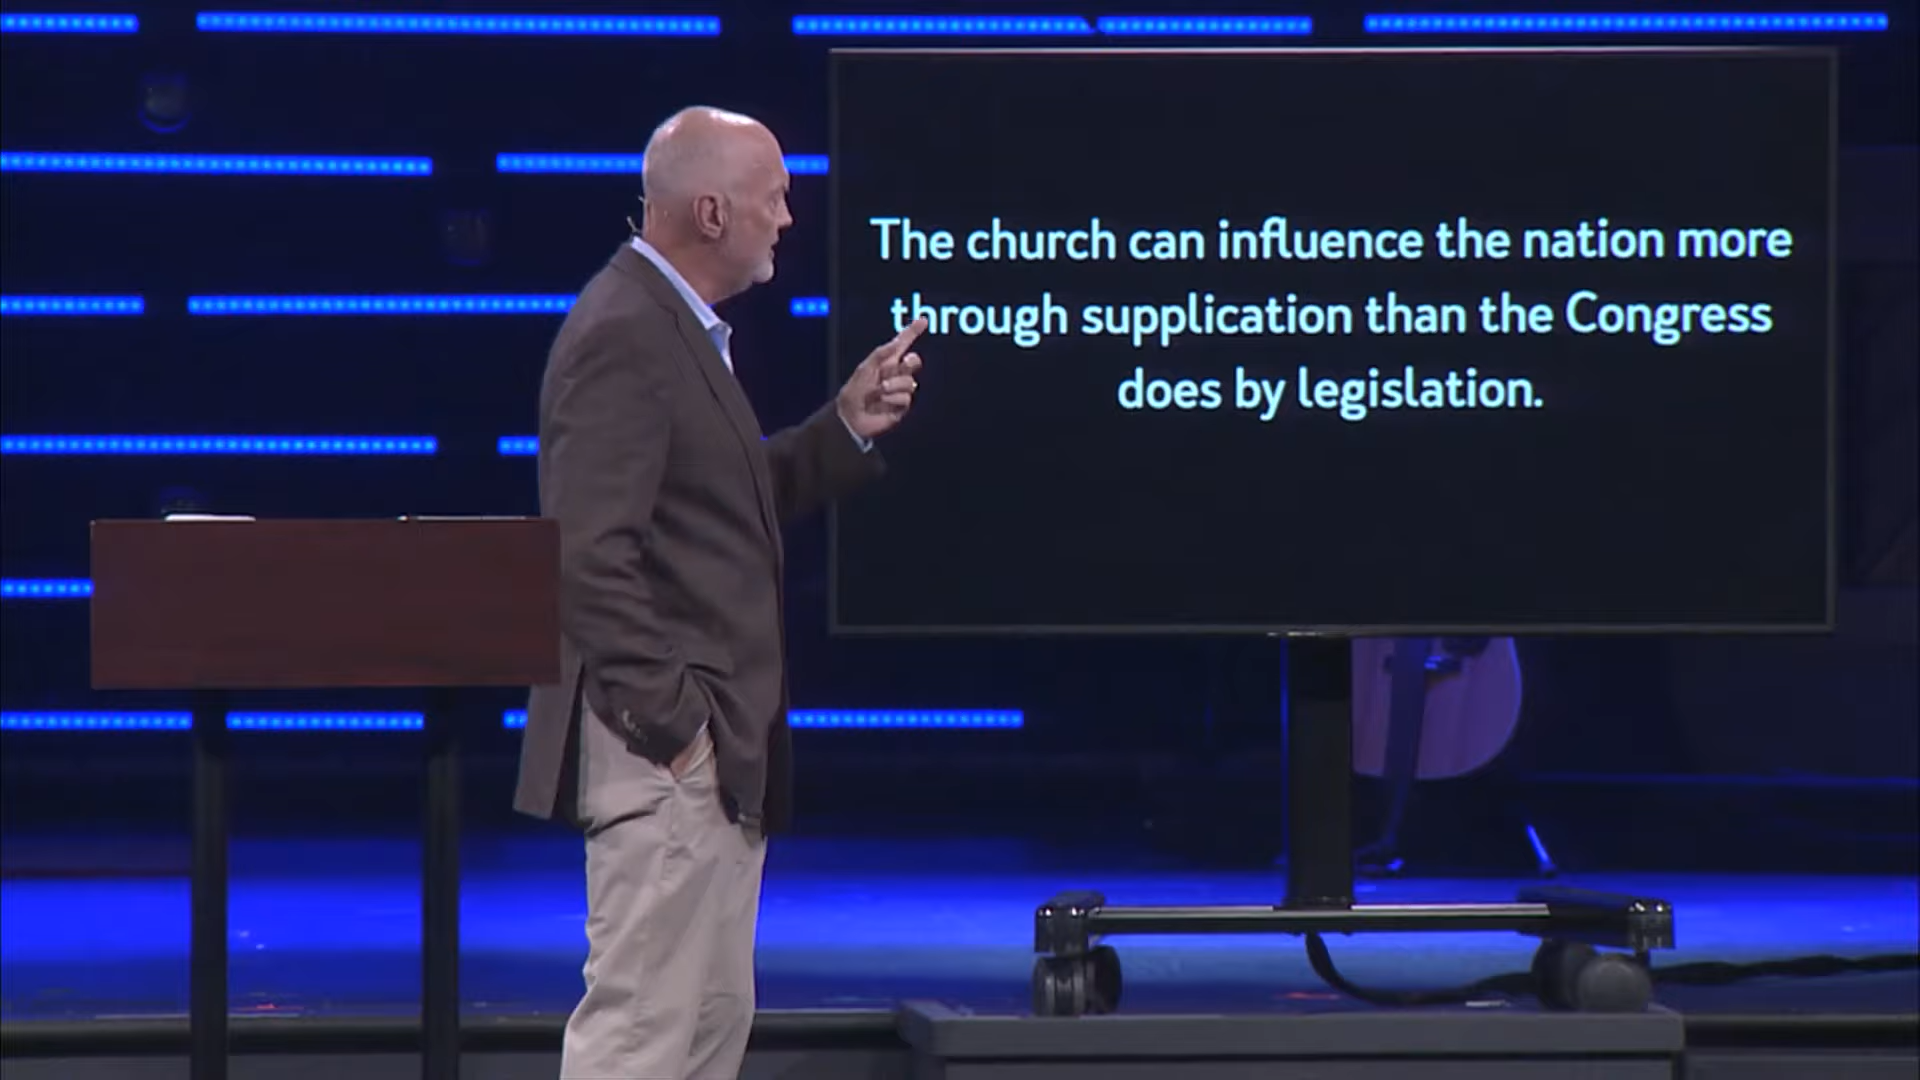 The church can influence the nation more
through supplication than the Congress
does by legislation.